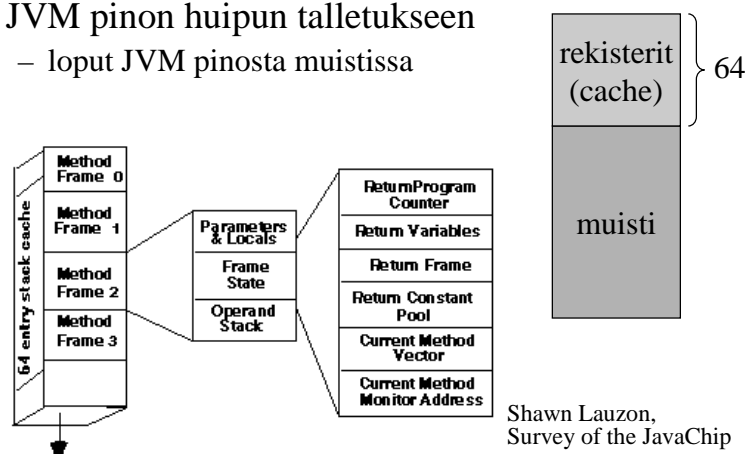 JVM pinon huipun talletukseen
– loput JVM pinosta muistissa
rekisterit
(cache)
64
muisti
64 entry stack cache
Method
Frame 0
Method
Frame 1
Method
Frame 2
Method
Frame 3
Parameters
& Locals
Frame
State
Operand
Stack
Return Program
Counter
Return Variables
Return Frame
Return Constant
Pool
Current Method
Vector
Current Method
Monitor Address
Shawn Lauzon,
Survey of the JavaChip